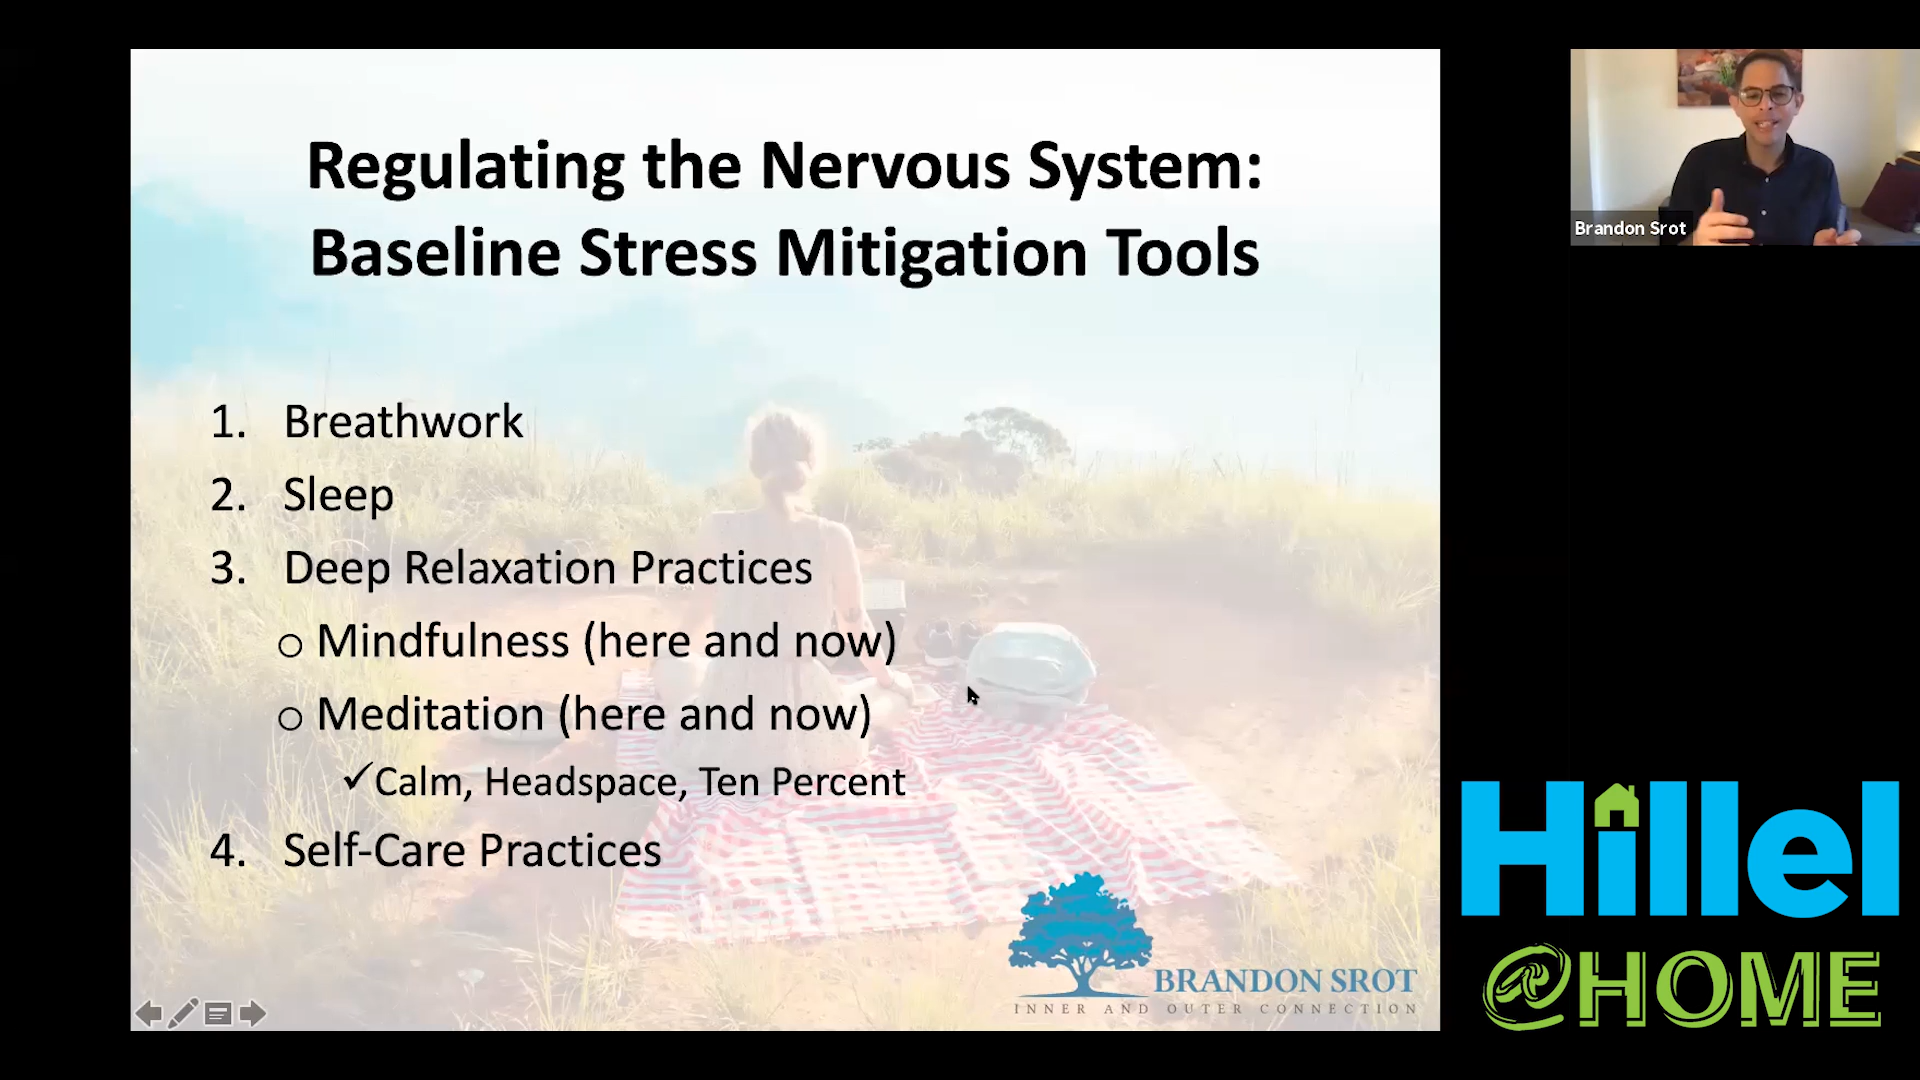 Regulating the Nervous System:
Baseline Stress Mitigation Tools
1. Breathwork
2. Sleep
3. Deep Relaxation Practices
o Mindfulness (here and now)
o Meditation (here and now)
✓Calm, Headspace, Ten Percent
4. Self-Care Practices
BRANDON SROT
INNER AND OUTER CONNECTION
Brandon Srot
Hillel
@HOME